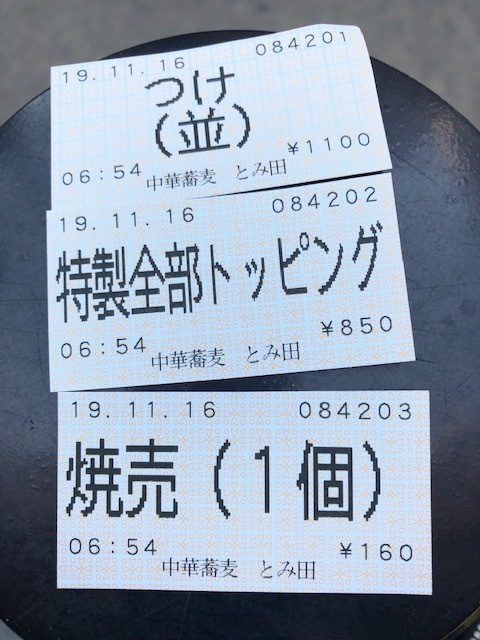 19.11.16 084201
つけ
(並)
¥1100
06:54 中華蕎麦 とみ田
19.11.16 084202
特製全部トッピング
¥850
06:54 中華蕎麦 とみ田
19.11.16 084203
焼売(1個)
06:54 中華蕎麦 とみ田 ¥160